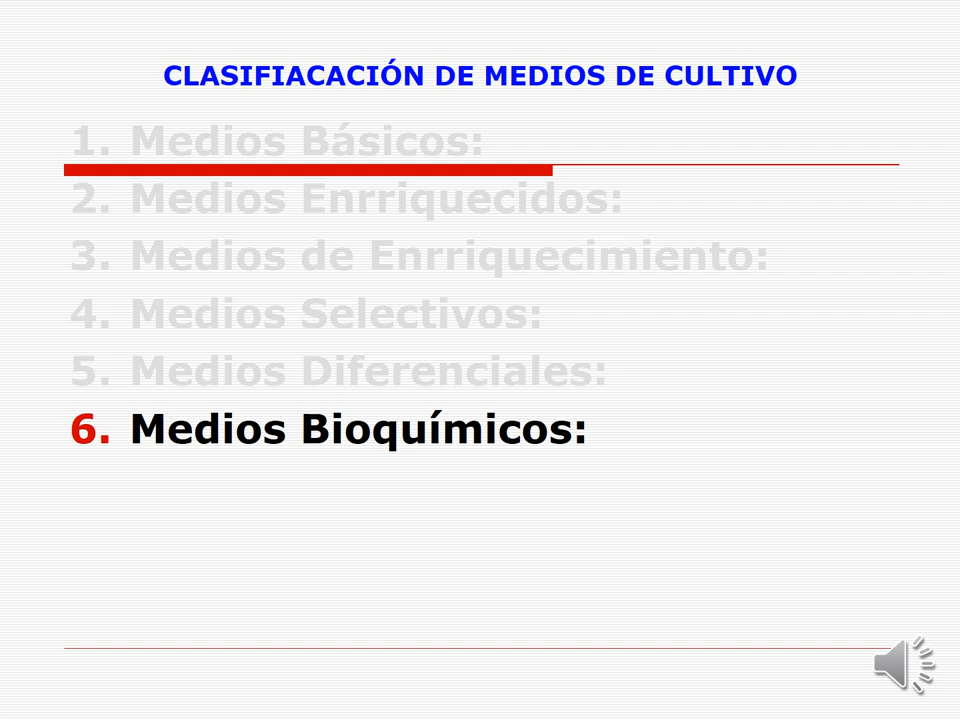 CLASIFIACACIÓN DE MEDIOS DE CULTIVO
1. Medios Básicos:
2. Medios Enrriquecidos:
3. Medios de Enrriquecimiento:
4. Medios Selectivos:
5. Medios Diferenciales:
6. Medios Bioquímicos: